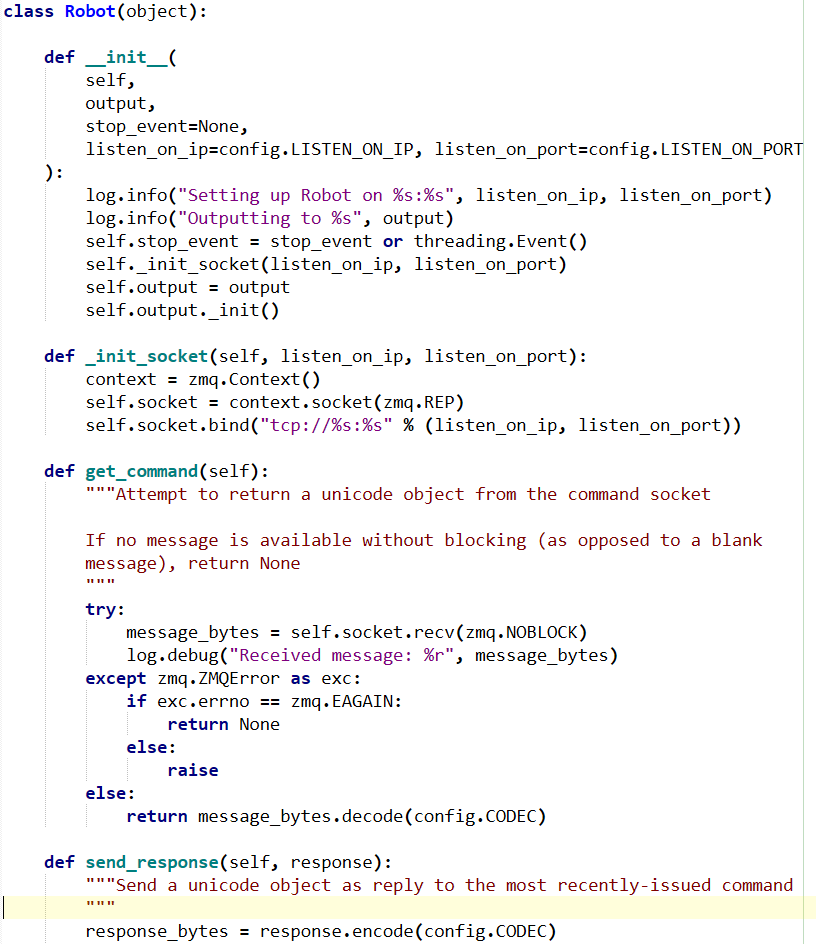 class Robot(object):

    def __init__(
        self,
        output,
        stop_event=None,
        listen_on_ip=config.LISTEN_ON_IP, listen_on_port=config.LISTEN_ON_PORT
    ):
        log.info("Setting up Robot on %s:%s", listen_on_ip, listen_on_port)
        log.info("Outputting to %s", output)
        self.stop_event = stop_event or threading.Event()
        self._init_socket(listen_on_ip, listen_on_port)
        self.output = output
        self.output._init()

    def _init_socket(self, listen_on_ip, listen_on_port):
        context = zmq.Context()
        self.socket = context.socket(zmq.REP)
        self.socket.bind("tcp://%s:%s" % (listen_on_ip, listen_on_port))

    def get_command(self):
        """Attempt to return a unicode object from the command socket

        If no message is available without blocking (as opposed to a blank
        message), return None
        """
        try:
            message_bytes = self.socket.recv(zmq.NOBLOCK)
            log.debug("Received message: %r", message_bytes)
        except zmq.ZMQError as exc:
            if exc.errno == zmq.EAGAIN:
                return None
            else:
                raise
        else:
            return message_bytes.decode(config.CODEC)

    def send_response(self, response):
        """Send a unicode object as reply to the most recently-issued command
        """
        response_bytes = response.encode(config.CODEC)